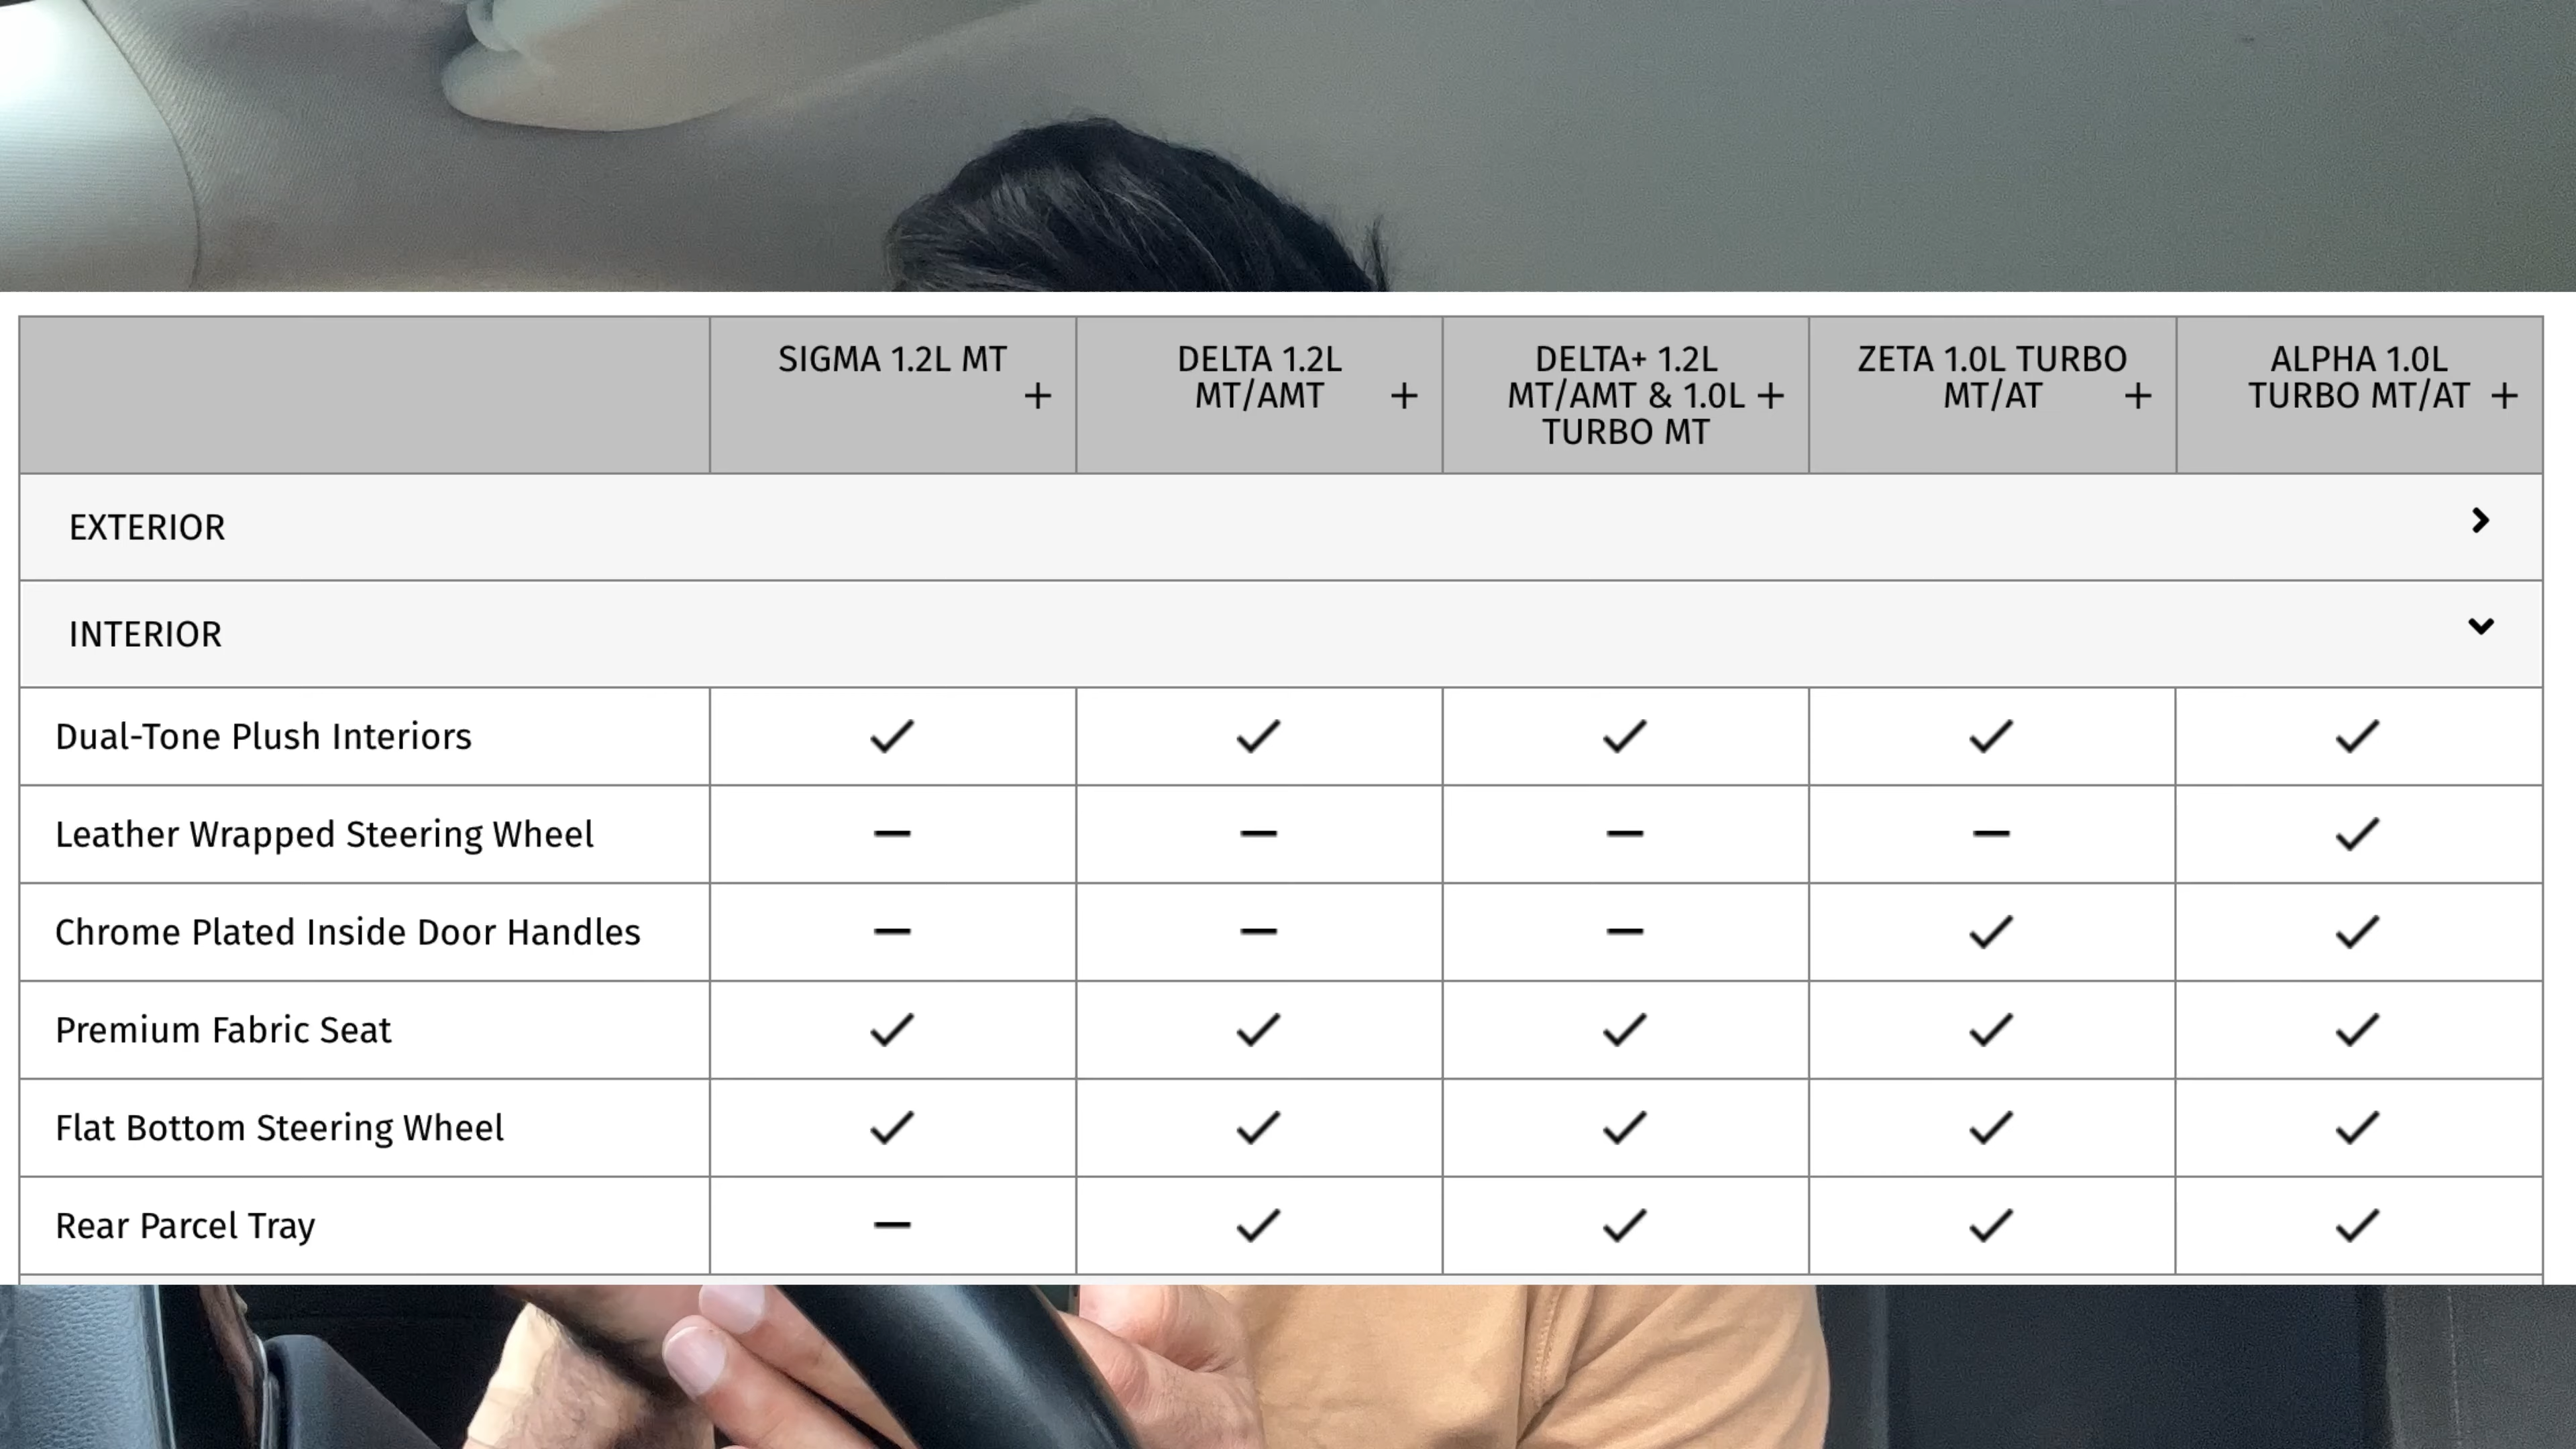 SIGMA 1.2L MT +
DELTA 1.2L
MT/AMT +
DELTA+ 1.2L
MT/AMT & 1.0L +
TURBO MT
ZETA 1.0L TURBO
MT/AT +
ALPHA 1.0L
TURBO MT/AT +
EXTERIOR
INTERIOR
Dual-Tone Plush Interiors
Leather Wrapped Steering Wheel
Chrome Plated Inside Door Handles
Premium Fabric Seat
Flat Bottom Steering Wheel
Rear Parcel Tray